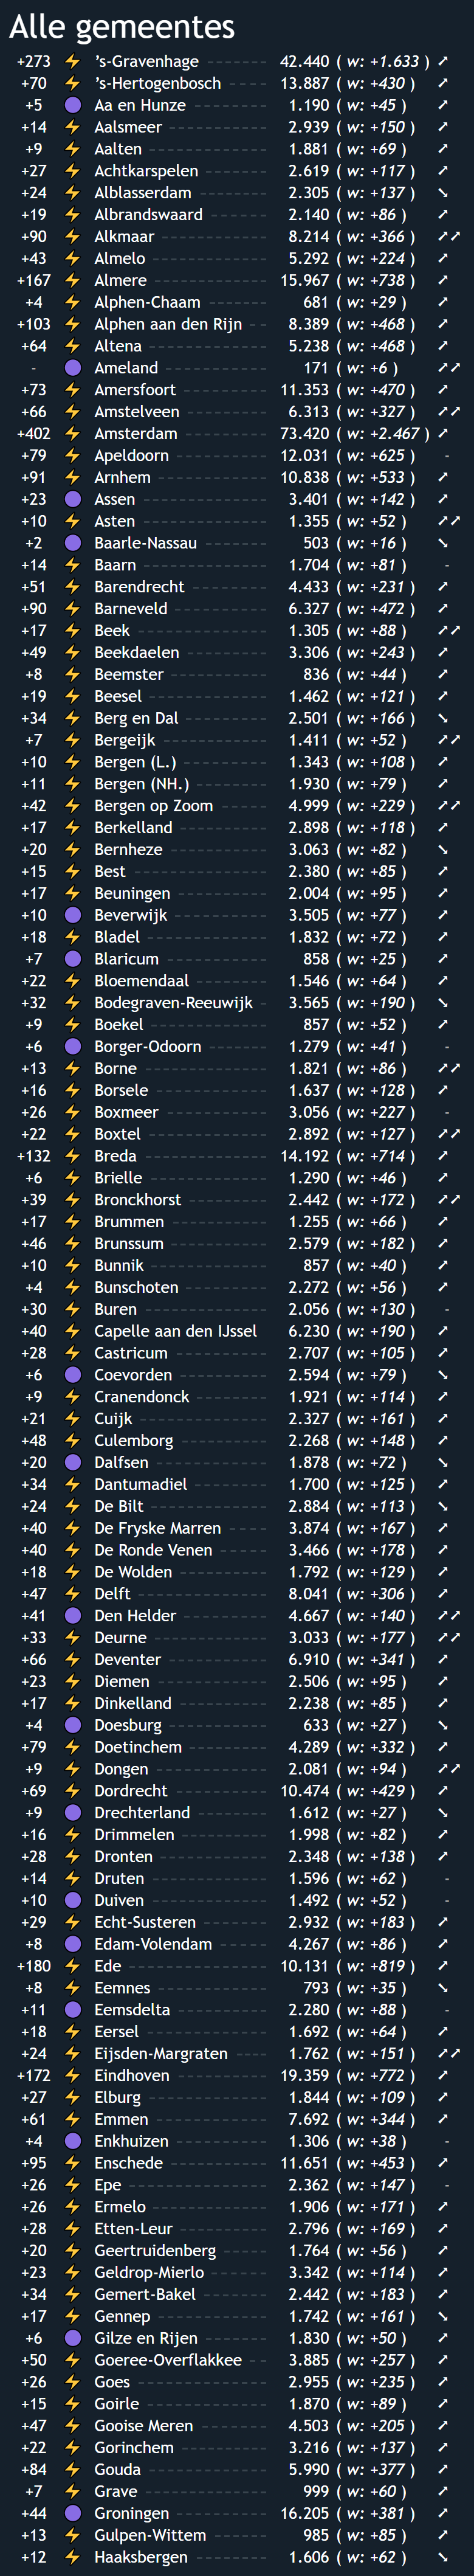 Alle gemeentes
+273 ⚡ 's-Gravenhage ------ 42.440 ( w: +1.633 ) ↗
+70 ⚡ 's-Hertogenbosch ---- 13.887 ( w: +430 ) ↗
+5 Aa en Hunze -------- 1.190 ( w: +45 ) ↗
+14 ⚡ Aalsmeer ---------- 2.939 ( w: +150 ) ↗
+9 ⚡ Aalten ------------ 1.881 ( w: +69 ) ↗
+27 ⚡ Achtkarspelen ------ 2.619 ( w: +117 ) ↗
+24 ⚡ Alblasserdam ------- 2.305 ( w: +137 ) ↘
+19 ⚡ Albrandswaard ------ 2.140 ( w: +86 ) ↗
+90 ⚡ Alkmaar ----------- 8.214 ( w: +366 ) ↗↗
+43 ⚡ Almelo ------------ 5.292 ( w: +224 ) ↗
+167 ⚡ Almere ------------ 15.967 ( w: +738 ) ↗
+4 ⚡ Alphen-Chaam ------ 681 ( w: +29 ) ↗
+103 ⚡ Alphen aan den Rijn -- 8.389 ( w: +468 ) ↗
+64 ⚡ Altena ------------ 5.238 ( w: +468 ) ↗
- Ameland ----------- 171 ( w: +6 ) ↗↗
+73 ⚡ Amersfoort --------- 11.353 ( w: +470 ) ↗
+66 ⚡ Amstelveen -------- 6.313 ( w: +327 ) ↗↗
+402 ⚡ Amsterdam --------- 73.420 ( w: +2.467 ) ↗
+79 ⚡ Apeldoorn ---------- 12.031 ( w: +625 ) -
+91 ⚡ Arnhem ------------ 10.838 ( w: +533 ) ↗
+23 Assen ------------- 3.401 ( w: +142 ) ↗
+10 ⚡ Asten ------------- 1.355 ( w: +52 ) ↗↗
+2 Baarle-Nassau ------- 503 ( w: +16 ) ↘
+14 ⚡ Baarn ------------- 1.704 ( w: +81 ) -
+51 ⚡ Barendrecht -------- 4.433 ( w: +231 ) ↗
+90 ⚡ Barneveld ---------- 6.327 ( w: +472 ) ↗
+17 ⚡ Beek -------------- 1.305 ( w: +88 ) ↗↗
+49 ⚡ Beekdaelen --------- 3.306 ( w: +243 ) ↗
+8 ⚡ Beemster ---------- 836 ( w: +44 ) ↗
+19 ⚡ Beesel ------------ 1.462 ( w: +121 ) ↗
+34 ⚡ Berg en Dal -------- 2.501 ( w: +166 ) ↘
+7 ⚡ Bergeijk ----------- 1.411 ( w: +52 ) ↗↗
+10 ⚡ Bergen (L.) --------- 1.343 ( w: +108 ) ↗
+11 ⚡ Bergen (NH.) ------- 1.930 ( w: +79 ) ↗
+42 ⚡ Bergen op Zoom ----- 4.999 ( w: +229 ) ↗↗
+17 ⚡ Berkelland --------- 2.898 ( w: +118 ) ↗
+20 ⚡ Bernheze ---------- 3.063 ( w: +82 ) ↘
+15 ⚡ Best -------------- 2.380 ( w: +85 ) ↗
+17 ⚡ Beuningen --------- 2.004 ( w: +95 ) ↗
+10 Beverwijk ---------- 3.505 ( w: +77 ) ↗
+18 ⚡ Bladel ------------ 1.832 ( w: +72 ) ↗
+7 Blaricum ----------- 858 ( w: +25 ) ↗
+22 ⚡ Bloemendaal ------- 1.546 ( w: +64 ) ↗
+32 ⚡ Bodegraven-Reeuwijk - 3.565 ( w: +190 ) ↘
+9 ⚡ Boekel ------------ 857 ( w: +52 ) ↗
+6 Borger-Odoorn ------ 1.279 ( w: +41 ) -
+13 ⚡ Borne ------------- 1.821 ( w: +86 ) ↗↗
+16 ⚡ Borsele ------------ 1.637 ( w: +128 ) ↗
+26 ⚡ Boxmeer ----------- 3.056 ( w: +227 ) -
+22 ⚡ Boxtel ------------ 2.892 ( w: +127 ) ↗↗
+132 ⚡ Breda ------------- 14.192 ( w: +714 ) ↗
+6 ⚡ Brielle ------------ 1.290 ( w: +46 ) ↗
+39 ⚡ Bronckhorst -------- 2.442 ( w: +172 ) ↗↗
+17 ⚡ Brummen ---------- 1.255 ( w: +66 ) ↗
+46 ⚡ Brunssum ---------- 2.579 ( w: +182 ) ↗
+10 ⚡ Bunnik ------------ 857 ( w: +40 ) ↗
+4 ⚡ Bunschoten --------- 2.272 ( w: +56 ) ↗
+30 ⚡ Buren ------------- 2.056 ( w: +130 ) -
+40 ⚡ Capelle aan den IJssel 6.230 ( w: +190 ) ↗
+28 ⚡ Castricum ---------- 2.707 ( w: +105 ) ↗
+6 Coevorden ---------- 2.594 ( w: +79 ) ↘
+9 ⚡ Cranendonck ------- 1.921 ( w: +114 ) ↗
+21 ⚡ Cuijk -------------- 2.327 ( w: +161 ) ↗
+48 ⚡ Culemborg --------- 2.268 ( w: +148 ) ↗
+20 Dalfsen ------------ 1.878 ( w: +72 ) ↘
+34 ⚡ Dantumadiel -------- 1.700 ( w: +125 ) ↗
+24 ⚡ De Bilt ------------ 2.884 ( w: +113 ) ↘
+40 ⚡ De Fryske Marren ---- 3.874 ( w: +167 ) ↗
+40 ⚡ De Ronde Venen ----- 3.466 ( w: +178 ) ↗
+18 ⚡ De Wolden --------- 1.792 ( w: +129 ) ↗
+47 ⚡ Delft ------------- 8.041 ( w: +306 ) ↗
+41 Den Helder --------- 4.667 ( w: +140 ) ↗↗
+33 ⚡ Deurne ------------ 3.033 ( w: +177 ) ↗↗
+66 ⚡ Deventer ---------- 6.910 ( w: +341 ) ↗
+23 ⚡ Diemen ----------- 2.506 ( w: +95 ) ↗
+17 ⚡ Dinkelland --------- 2.238 ( w: +85 ) ↗
+4 Doesburg ---------- 633 ( w: +27 ) ↘
+79 ⚡ Doetinchem -------- 4.289 ( w: +332 ) ↗
+9 ⚡ Dongen ----------- 2.081 ( w: +94 ) ↗↗
+69 ⚡ Dordrecht ---------- 10.474 ( w: +429 ) ↗
+9 Drechterland ------- 1.612 ( w: +27 ) ↘
+16 ⚡ Drimmelen --------- 1.998 ( w: +82 ) ↗
+28 ⚡ Dronten ----------- 2.348 ( w: +138 ) ↗
+14 ⚡ Druten ------------ 1.596 ( w: +62 ) -
+10 Duiven ------------ 1.492 ( w: +52 ) -
+29 ⚡ Echt-Susteren ------- 2.932 ( w: +183 ) ↗
+8 Edam-Volendam ----- 4.267 ( w: +86 ) ↗
+180 ⚡ Ede --------------- 10.131 ( w: +819 ) ↗
+8 ⚡ Eemnes ----------- 793 ( w: +35 ) ↘
+11 Eemsdelta --------- 2.280 ( w: +88 ) -
+18 ⚡ Eersel ------------- 1.692 ( w: +64 ) ↗
+24 ⚡ Eijsden-Margraten --- 1.762 ( w: +151 ) ↗↗
+172 ⚡ Eindhoven --------- 19.359 ( w: +772 ) ↗
+27 ⚡ Elburg ------------ 1.844 ( w: +109 ) ↗
+61 ⚡ Emmen ------------ 7.692 ( w: +344 ) ↗
+4 Enkhuizen ---------- 1.306 ( w: +38 ) -
+95 ⚡ Enschede ---------- 11.651 ( w: +453 ) ↗
+26 ⚡ Epe --------------- 2.362 ( w: +147 ) -
+26 ⚡ Ermelo ------------ 1.906 ( w: +171 ) ↗
+28 ⚡ Etten-Leur --------- 2.796 ( w: +169 ) ↗
+20 ⚡ Geertruidenberg ----- 1.764 ( w: +56 ) ↗
+23 ⚡ Geldrop-Mierlo ------ 3.342 ( w: +114 ) ↗
+34 ⚡ Gemert-Bakel ------- 2.442 ( w: +183 ) ↗
+17 ⚡ Gennep ----------- 1.742 ( w: +161 ) ↘
+6 Gilze en Rijen ------- 1.830 ( w: +50 ) ↗
+50 ⚡ Goeree-Overflakkee -- 3.885 ( w: +257 ) ↗
+26 ⚡ Goes -------------- 2.955 ( w: +235 ) ↗
+15 ⚡ Goirle ------------- 1.870 ( w: +89 ) ↗
+47 ⚡ Gooise Meren ------- 4.503 ( w: +205 ) ↗
+22 ⚡ Gorinchem --------- 3.216 ( w: +137 ) ↗
+84 ⚡ Gouda ------------- 5.990 ( w: +377 ) ↗
+7 ⚡ Grave ------------- 999 ( w: +60 ) ↗
+44 Groningen --------- 16.205 ( w: +381 ) ↗
+13 ⚡ Gulpen-Wittem ------ 985 ( w: +85 ) ↗
+12 ⚡ Haaksbergen -------- 1.606 ( w: +62 ) ↘